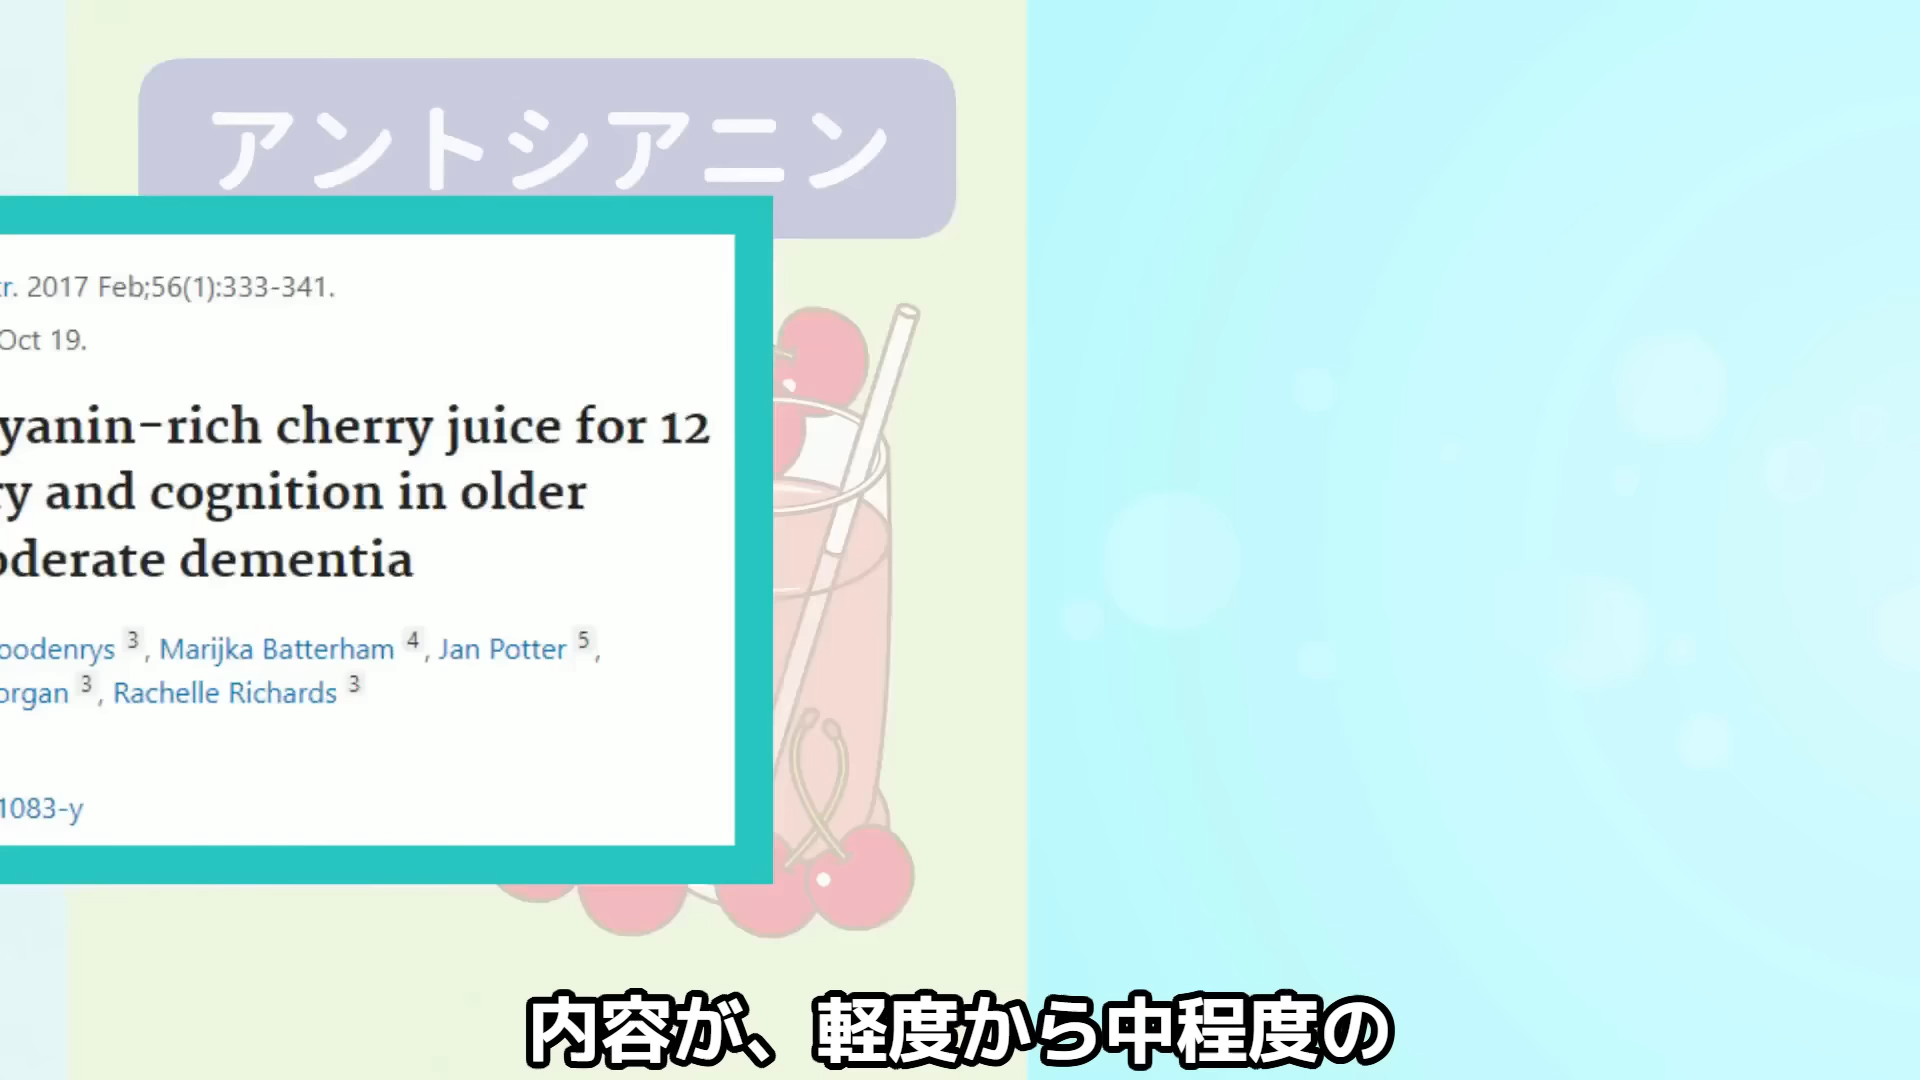 アントシアニン
r. 2017 Feb;56(1):333-341.
Oct 19.
yanin-rich cherry juice for 12
ry and cognition in older
oderate dementia
oodenrys 3, Marijka Batterham 4, Jan Potter 5,
organ 3, Rachelle Richards 3
1083-y
内容が、軽度から中程度の